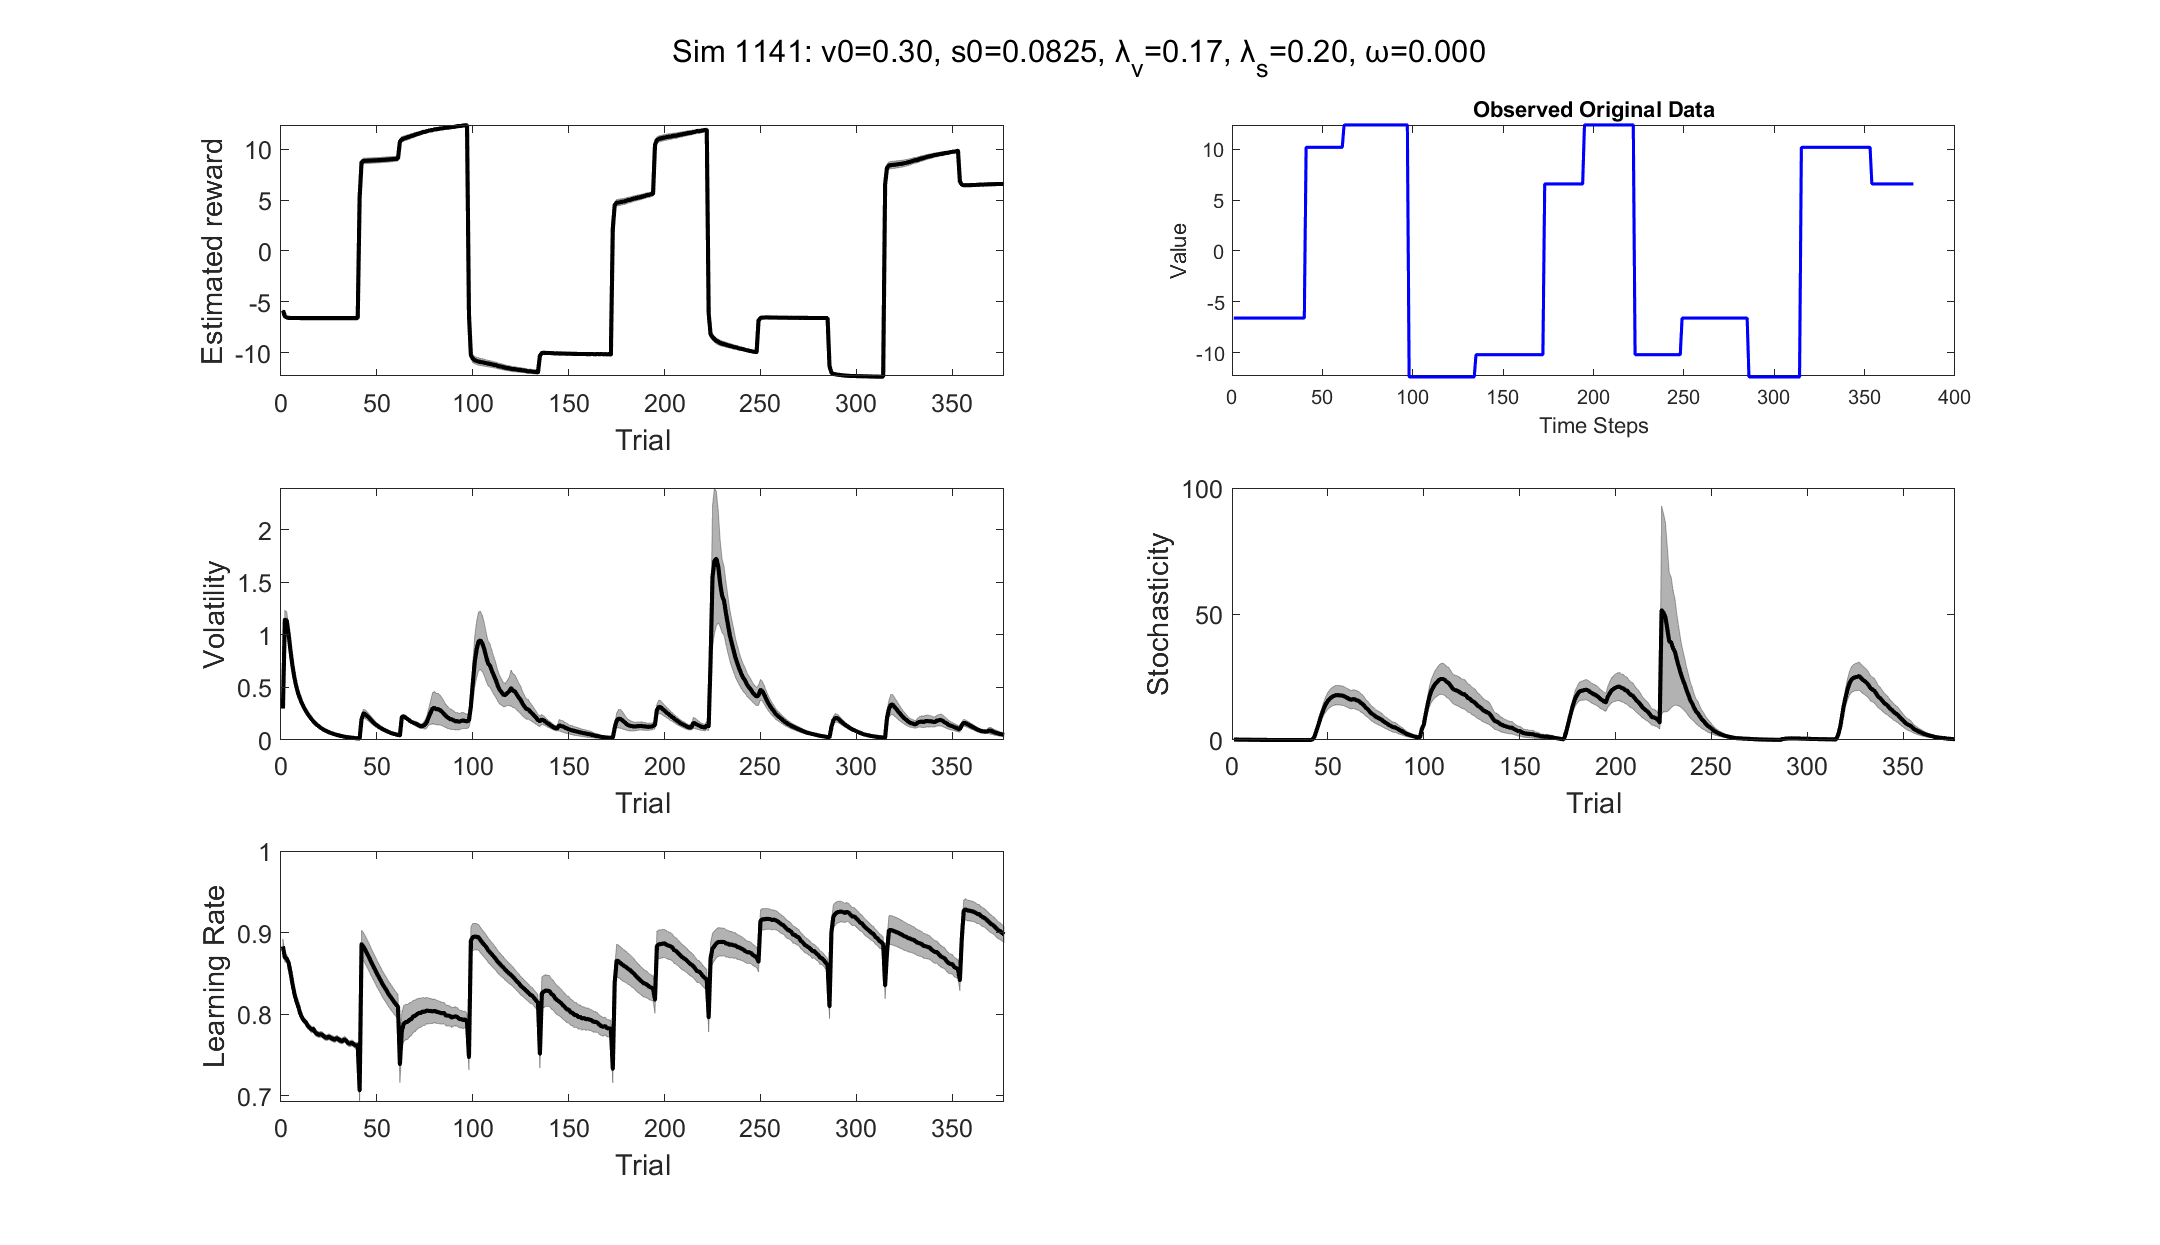 Sim 1141: v0=0.30, s0=0.0825, λv=0.17, λs=0.20, ω=0.000
Estimated reward
10
5
0
-5
-10
0 50 100 150 200 250 300 350
Trial
Observed Original Data
Value
10
5
0
-5
-10
0 50 100 150 200 250 300 350 400
Time Steps
Volatility
2
1.5
1
0.5
0
0 50 100 150 200 250 300 350
Trial
Stochasticity
100
50
0
0 50 100 150 200 250 300 350
Trial
Learning Rate
1
0.9
0.8
0.7
0 50 100 150 200 250 300 350
Trial